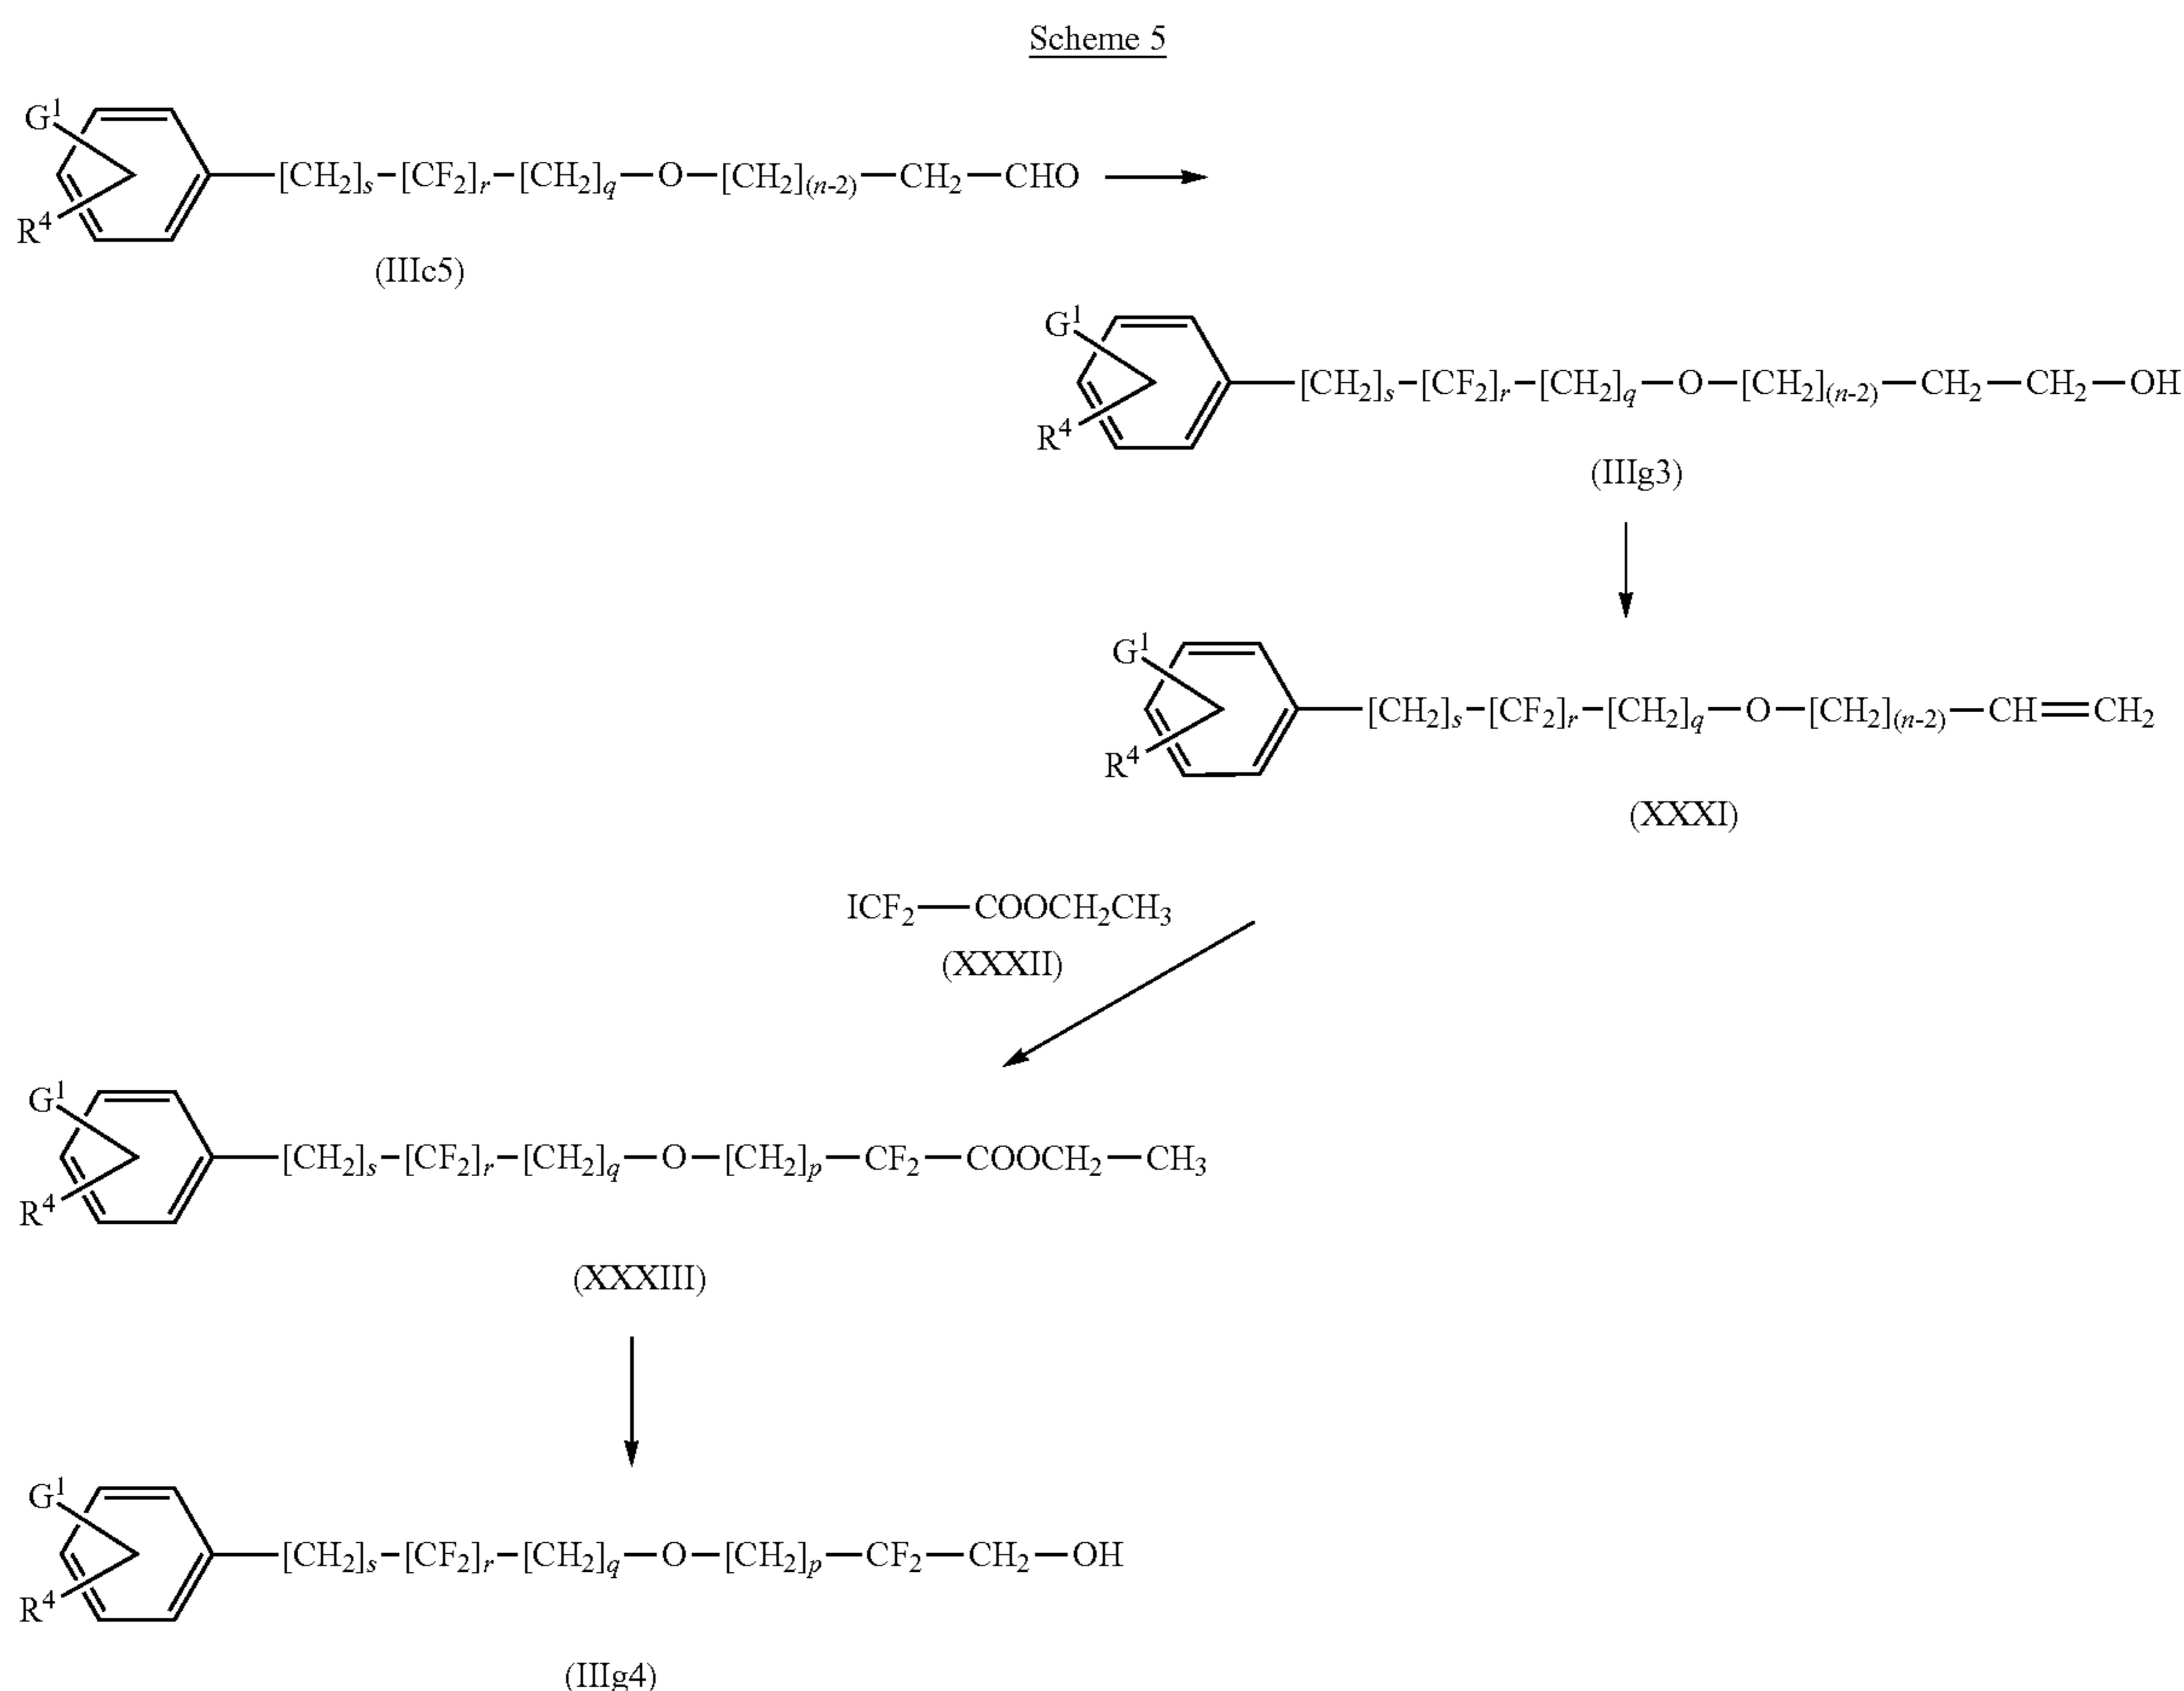 Scheme 5
G¹
R⁴
[CH₂]ₛ–[CF₂]ᵣ–[CH₂]q—O—[CH₂](n-2)—CH₂—CHO
(IIIc5)
G¹
R⁴
[CH₂]ₛ–[CF₂]ᵣ–[CH₂]q—O—[CH₂](n-2)—CH₂—CH₂—OH
(IIIg3)
G¹
R⁴
[CH₂]ₛ–[CF₂]ᵣ–[CH₂]q—O—[CH₂](n-2)—CH=CH₂
(XXXI)
ICF₂—COOCH₂CH₃
(XXXII)
G¹
R⁴
[CH₂]ₛ–[CF₂]ᵣ–[CH₂]q—O—[CH₂]ₚ—CF₂—COOCH₂—CH₃
(XXXIII)
G¹
R⁴
[CH₂]ₛ–[CF₂]ᵣ–[CH₂]q—O—[CH₂]ₚ—CF₂—CH₂—OH
(IIIg4)